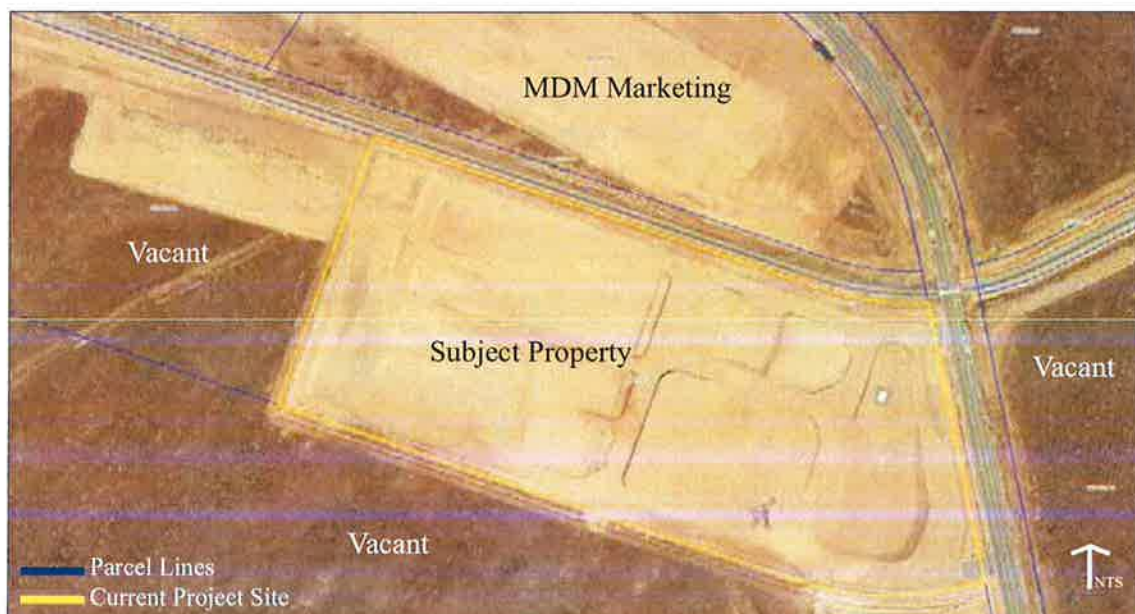 MDM Marketing
Vacant
Subject Property
Vacant
Vacant
Parcel Lines
Current Project Site
NTS